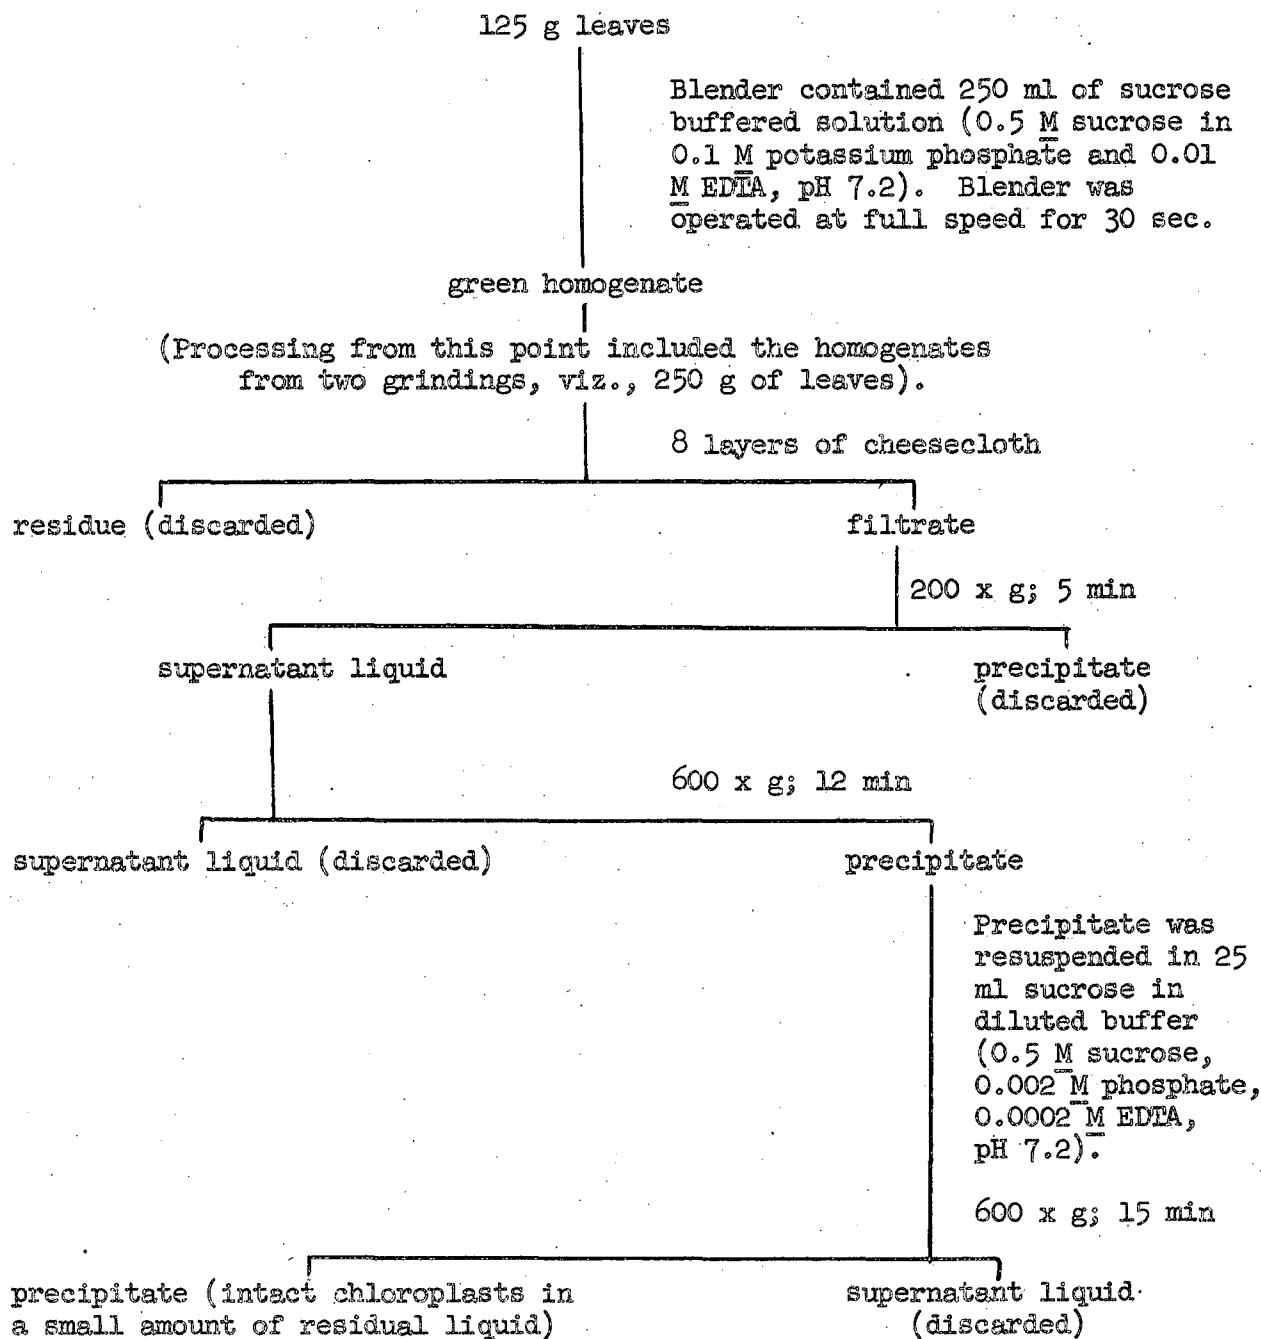 125 g leaves
Blender contained 250 ml of sucrose
buffered solution (0.5 M sucrose in
0.1 M potassium phosphate and 0.01
M EDTA, pH 7.2). Blender was
operated at full speed for 30 sec.
green homogenate
(Processing from this point included the homogenates
from two grindings, viz., 250 g of leaves).
8 layers of cheesecloth
residue (discarded)
filtrate
200 x g; 5 min
supernatant liquid
precipitate
(discarded)
600 x g; 12 min
supernatant liquid (discarded)
precipitate
Precipitate was
resuspended in 25
ml sucrose in
diluted buffer
(0.5 M sucrose,
0.002 M phosphate,
0.0002 M EDTA,
pH 7.2).
600 x g; 15 min
precipitate (intact chloroplasts in
a small amount of residual liquid)
supernatant liquid
(discarded)